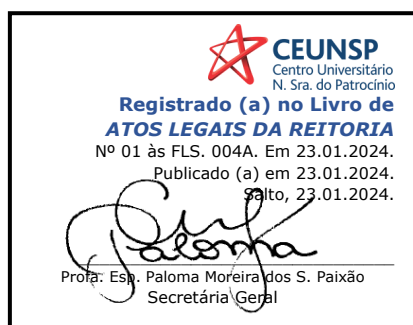 CEUNSP
Centro Universitário
N. Sra. do Patrocínio
Registrado (a) no Livro de
ATOS LEGAIS DA REITORIA
Nº 01 às FLS. 004A. Em 23.01.2024.
Publicado (a) em 23.01.2024.
Salto, 23.01.2024.
Paloma
Profa. Esp. Paloma Moreira dos S. Paixão
Secretária Geral